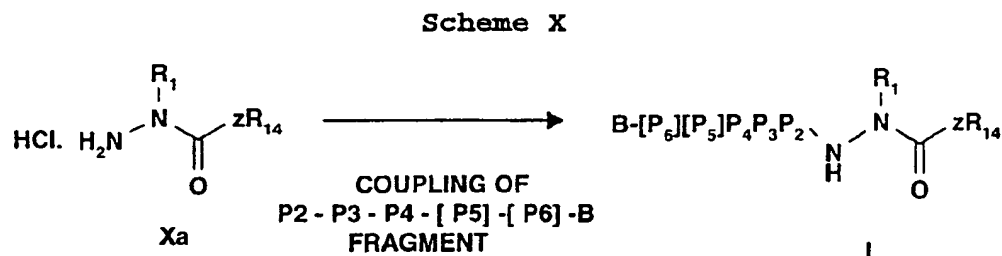 Scheme X
R₁
HCl. H₂N N zR₁₄
O
Xa
COUPLING OF
P2 - P3 - P4 - [ P5] -[ P6] -B
FRAGMENT
R₁
B-[P₆][P₅]P₄P₃P₂ N H N zR₁₄
O
I